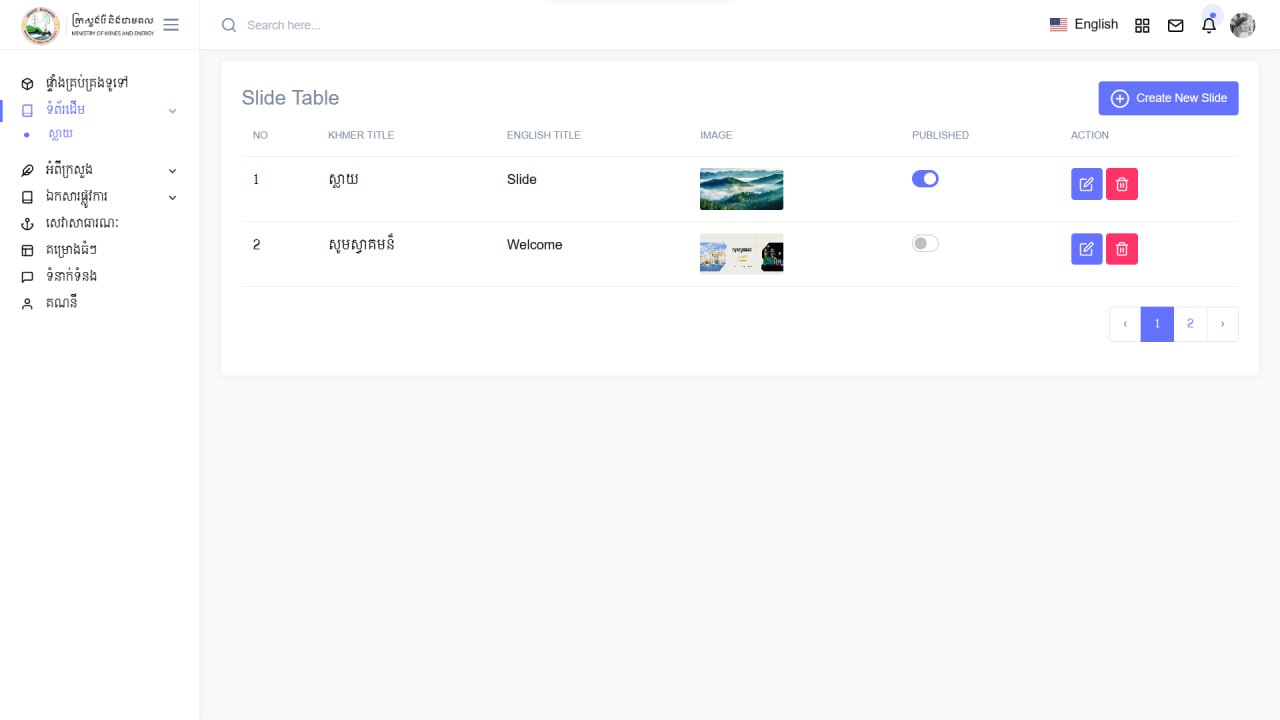 ក្រសួងរ៉ែ និងថាមពល
MINISTRY OF MINES AND ENERGY
Search here...
English
ផ្ទាំងគ្រប់គ្រងទូទៅ
ទំព័រដើម
ស្លាយ
អំពីក្រសួង
ឯកសារផ្លូវការ
សេវាសាធារណៈ
គម្រោងធំៗ
ទំនាក់ទំនង
គណនី
Slide Table
Create New Slide
NO KHMER TITLE ENGLISH TITLE IMAGE PUBLISHED ACTION
1 ស្លាយ Slide
2 សូមស្វាគមន៏ Welcome
‹ 1 2 ›